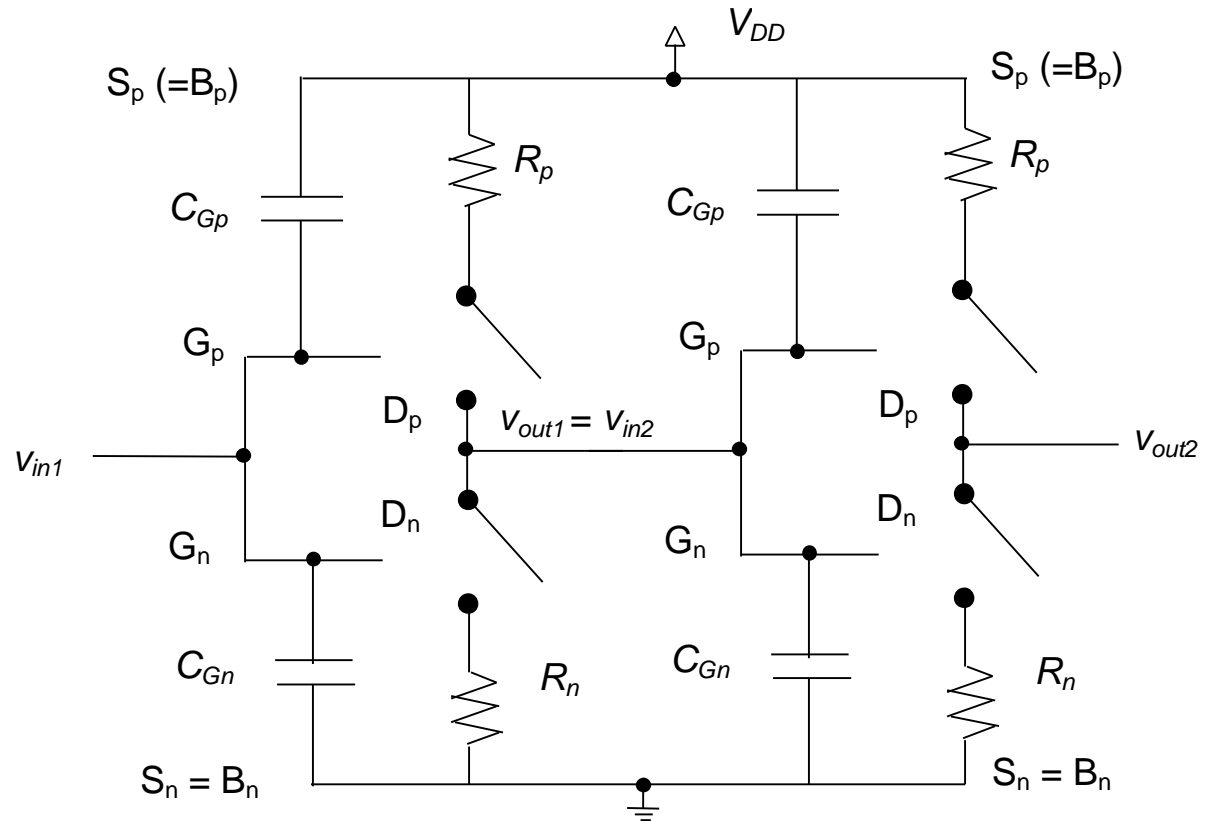 V_DD
S_p (=B_p)
S_p (=B_p)
R_p
R_p
C_Gp
C_Gp
G_p
G_p
D_p
v_out1 = v_in2
D_p
v_in1
v_out2
D_n
D_n
G_n
G_n
C_Gn
C_Gn
R_n
R_n
S_n = B_n
S_n = B_n